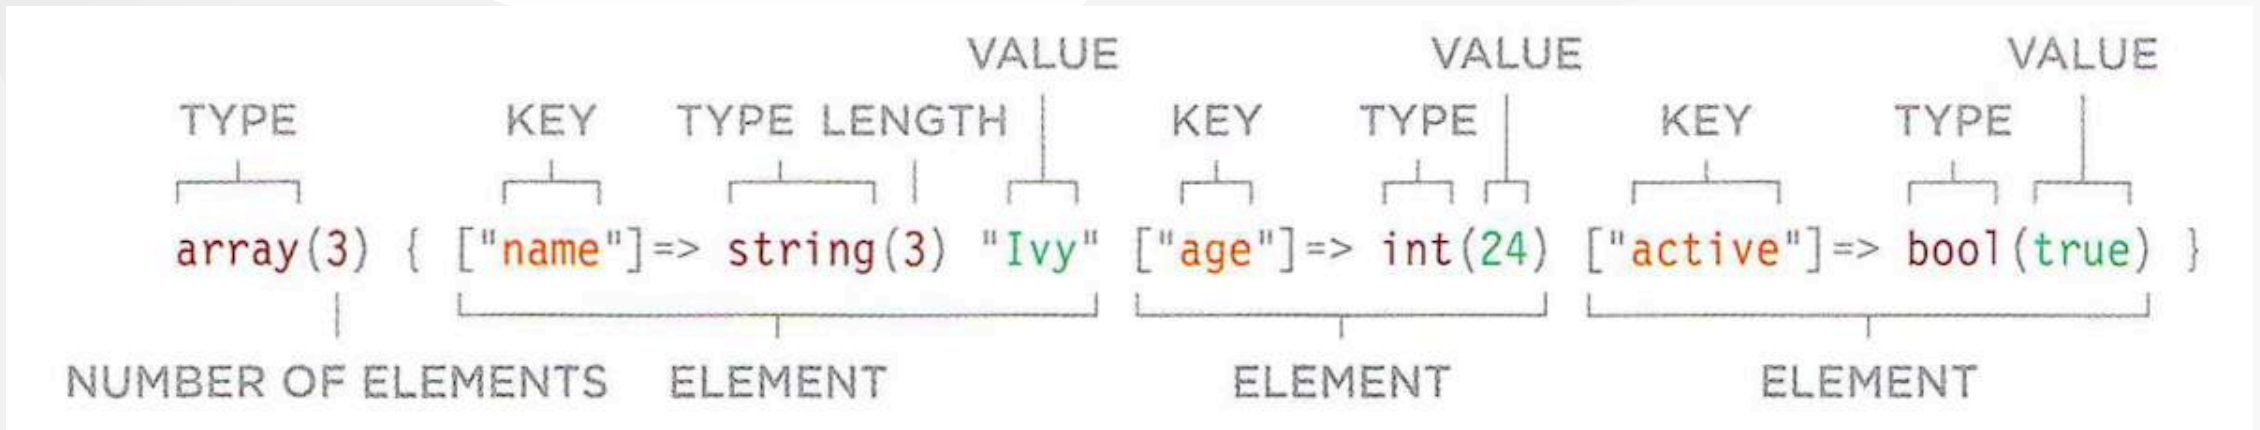 VALUE VALUE VALUE
TYPE KEY TYPE LENGTH KEY TYPE KEY TYPE
array(3) { ["name"]=> string(3) "Ivy" ["age"]=> int(24) ["active"]=> bool(true) }
NUMBER OF ELEMENTS ELEMENT ELEMENT ELEMENT